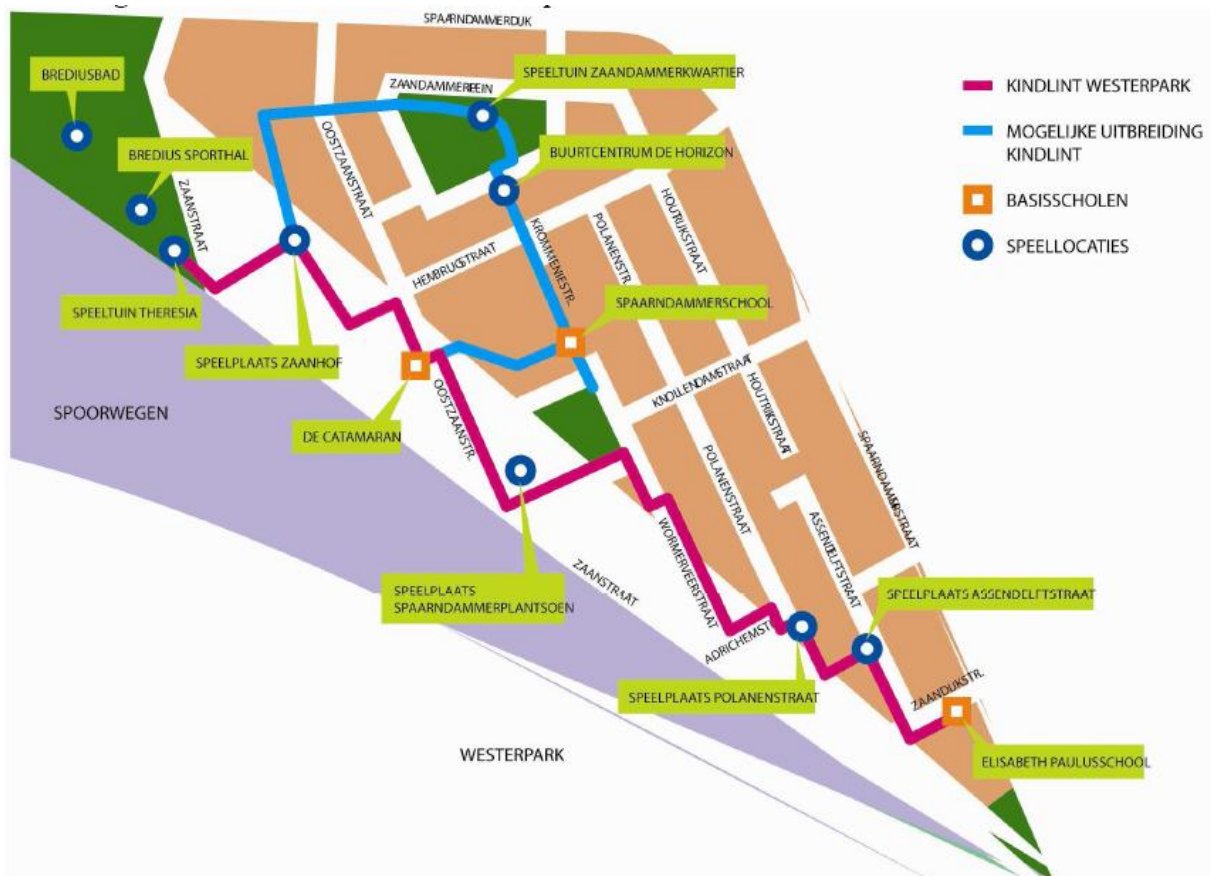 SPAARNDAMMERDIJK
BREDIUSBAD
SPEELTUIN ZAANDAMMERKWARTIER
ZAANDAMMERPLEIN
KINDLINT WESTERPARK
MOGELIJKE UITBREIDING
KINDLINT
BASISSCHOLEN
SPEELLOCATIES
BREDIUS SPORTHAL
BUURTCENTRUM DE HORIZON
OOSTZAANSTRAAT
ZAANSTRAAT
HEMBRUGSTRAAT
KROMMENIESTR.
POLANENSTR.
HOUTRIJKSTRAAT
SPEELTUIN THERESIA
SPAARNDAMMERSCHOOL
SPEELPLAATS ZAANHOF
KNOLLENDAMSTRAAT
HOUTRIJKSTRAAT
SPOORWEGEN
DE CATAMARAN
OOSTZAANSTR.
POLANENSTRAAT
SPAARNDAMMERSTRAAT
ASSENDELFTSTRAAT
WORMERVEERSTRAAT
ZAANSTRAAT
SPEELPLAATS
SPAARNDAMMERPLANTSOEN
SPEELPLAATS ASSENDELFTSTRAAT
SPEELPLAATS POLANENSTRAAT
ZAANDIJKSTR.
WESTERPARK
ELISABETH PAULUSSCHOOL